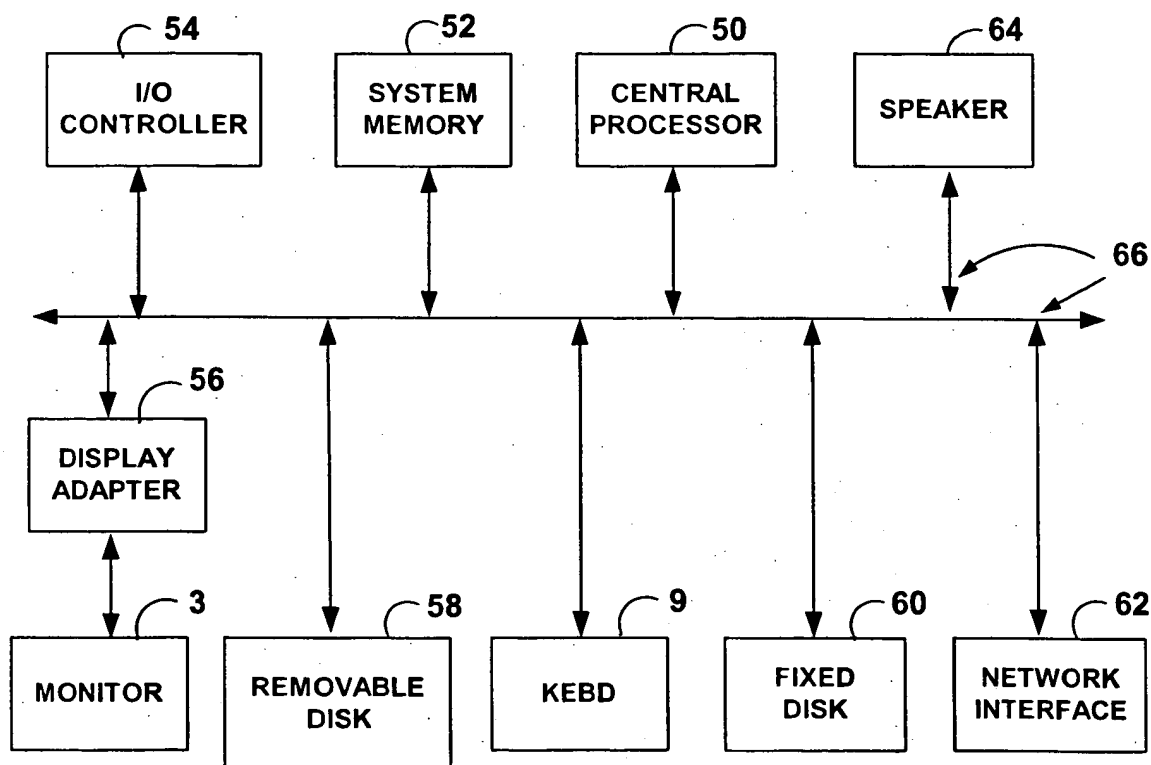 54
52
50
64
I/O
CONTROLLER
SYSTEM
MEMORY
CENTRAL
PROCESSOR
SPEAKER
66
56
DISPLAY
ADAPTER
3
58
9
60
62
MONITOR
REMOVABLE
DISK
KEBD
FIXED
DISK
NETWORK
INTERFACE